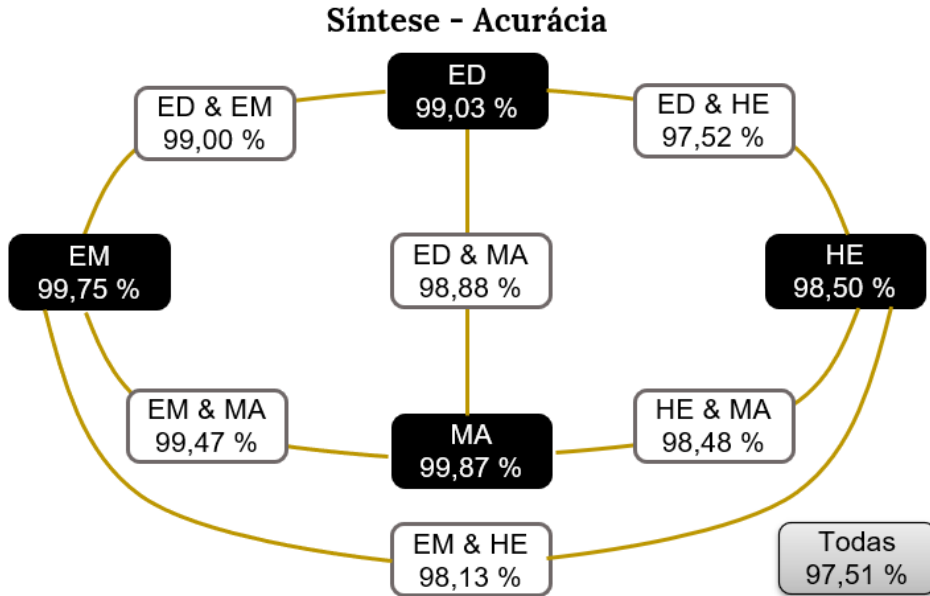 Síntese - Acurácia
ED
99,03 %
ED & EM
99,00 %
ED & HE
97,52 %
EM
99,75 %
ED & MA
98,88 %
HE
98,50 %
EM & MA
99,47 %
MA
99,87 %
HE & MA
98,48 %
EM & HE
98,13 %
Todas
97,51 %